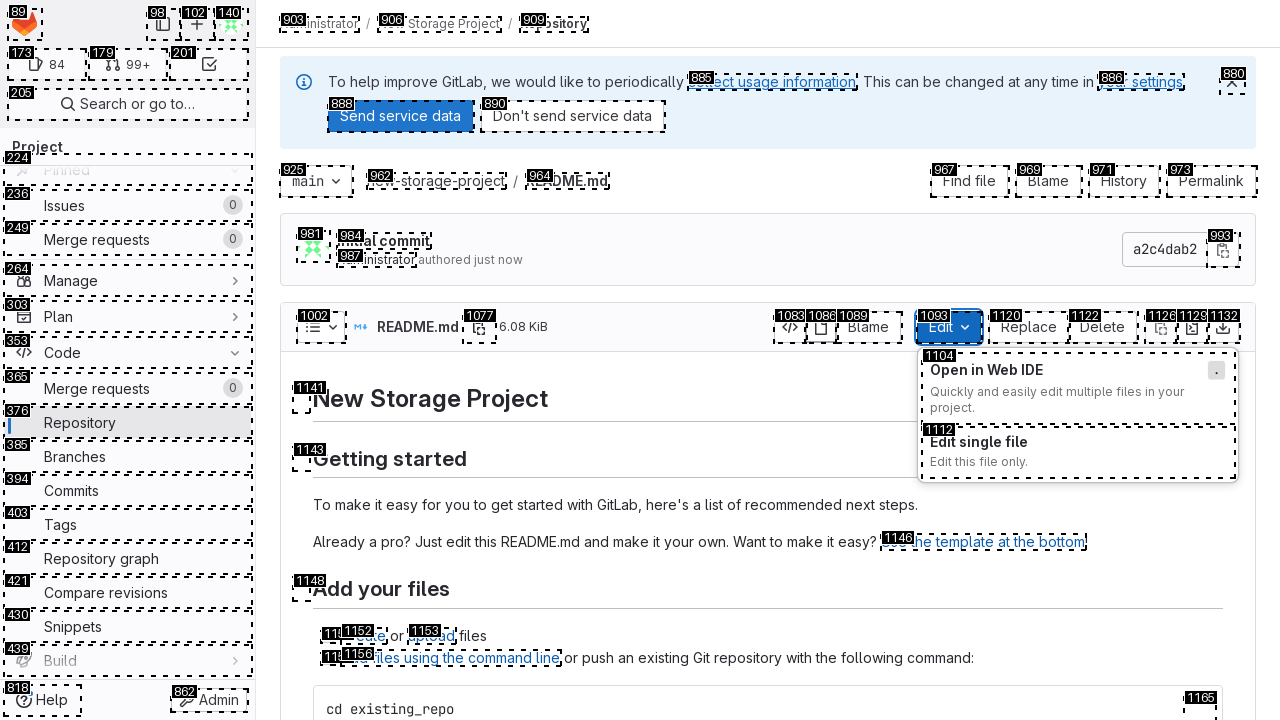 89
98
102
140
173
84
179
99+
201
205
Search or go to…
Project
224
Pinned
236
Issues
0
249
Merge requests
0
264
Manage
303
Plan
353
Code
365
Merge requests
0
376
Repository
385
Branches
394
Commits
403
Tags
412
Repository graph
421
Compare revisions
430
Snippets
439
Build
818
Help
862
Admin
903
/
906
Storage Project
/
909
To help improve GitLab, we would like to periodically
885
collect usage information. This can be changed at any time in
886
your settings.
880
888
Send service data
890
Don't send service data
925
main
962
new-storage-project
/
964
README.md
967
Find file
969
Blame
971
History
973
Permalink
981
984
Initial commit
987
Administrator authored just now
a2c4dab2
993
1002
README.md
1077
6.08 KiB
1083
1086
1089
Blame
1093
Edit
1120
Replace
1122
Delete
1126
1129
1132
1104
Open in Web IDE
.
Quickly and easily edit multiple files in your
project.
1112
Edit single file
Edit this file only.
1141
New Storage Project
1143
Getting started
To make it easy for you to get started with GitLab, here's a list of recommended next steps.
Already a pro? Just edit this README.md and make it your own. Want to make it easy?
1146
Use the template at the bottom!
1148
Add your files
1152
or
1153
upload files
1156
Add files using the command line or push an existing Git repository with the following command:
1165
cd existing_repo